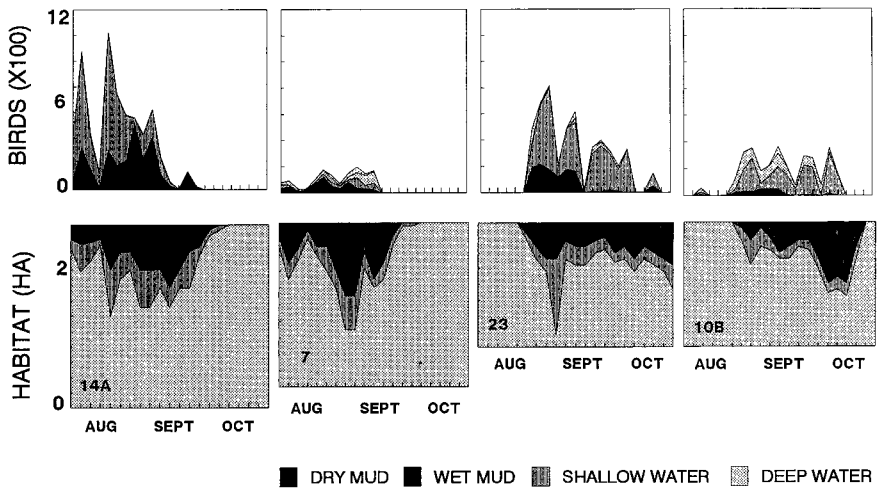 BIRDS (X100)
12
6
0
HABITAT (HA)
2
0
14A
7
23
10B
AUG SEPT OCT
AUG SEPT OCT
AUG SEPT OCT
AUG SEPT OCT
DRY MUD WET MUD SHALLOW WATER DEEP WATER